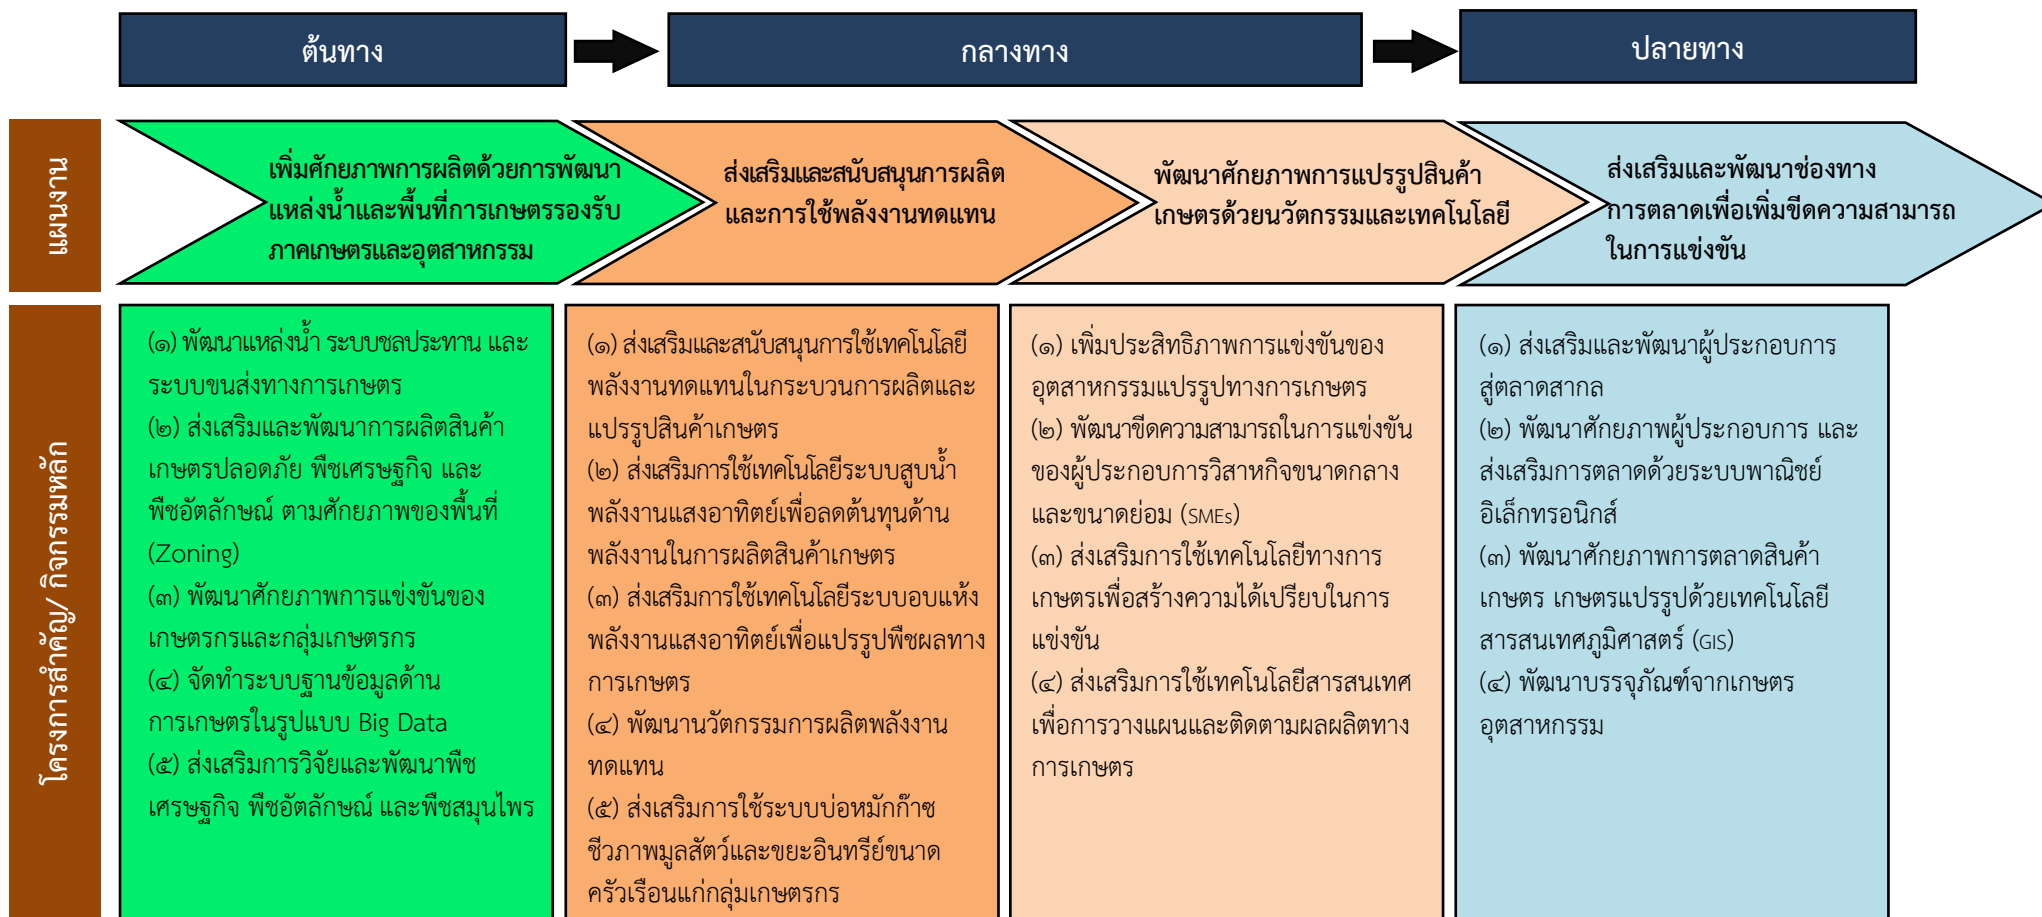 ต้นทาง
กลางทาง
ปลายทาง
แผนงาน
เพิ่มศักยภาพการผลิตด้วยการพัฒนา
แหล่งน้ำและพื้นที่การเกษตรรองรับ
ภาคเกษตรและอุตสาหกรรม
ส่งเสริมและสนับสนุนการผลิต
และการใช้พลังงานทดแทน
พัฒนาศักยภาพการแปรรูปสินค้า
เกษตรด้วยนวัตกรรมและเทคโนโลยี
ส่งเสริมและพัฒนาช่องทาง
การตลาดเพื่อเพิ่มขีดความสามารถ
ในการแข่งขัน
โครงการสำคัญ/ กิจกรรมหลัก
(๑) พัฒนาแหล่งน้ำ ระบบชลประทาน และ
ระบบขนส่งทางการเกษตร
(๒) ส่งเสริมและพัฒนาการผลิตสินค้า
เกษตรปลอดภัย พืชเศรษฐกิจ และ
พืชอัตลักษณ์ ตามศักยภาพของพื้นที่
(Zoning)
(๓) พัฒนาศักยภาพการแข่งขันของ
เกษตรกรและกลุ่มเกษตรกร
(๔) จัดทำระบบฐานข้อมูลด้าน
การเกษตรในรูปแบบ Big Data
(๕) ส่งเสริมการวิจัยและพัฒนาพืช
เศรษฐกิจ พืชอัตลักษณ์ และพืชสมุนไพร
(๑) ส่งเสริมและสนับสนุนการใช้เทคโนโลยี
พลังงานทดแทนในกระบวนการผลิตและ
แปรรูปสินค้าเกษตร
(๒) ส่งเสริมการใช้เทคโนโลยีระบบสูบน้ำ
พลังงานแสงอาทิตย์เพื่อลดต้นทุนด้าน
พลังงานในการผลิตสินค้าเกษตร
(๓) ส่งเสริมการใช้เทคโนโลยีระบบอบแห้ง
พลังงานแสงอาทิตย์เพื่อแปรรูปพืชผลทาง
การเกษตร
(๔) พัฒนานวัตกรรมการผลิตพลังงาน
ทดแทน
(๕) ส่งเสริมการใช้ระบบบ่อหมักก๊าซ
ชีวภาพมูลสัตว์และขยะอินทรีย์ขนาด
ครัวเรือนแก่กลุ่มเกษตรกร
(๑) เพิ่มประสิทธิภาพการแข่งขันของ
อุตสาหกรรมแปรรูปทางการเกษตร
(๒) พัฒนาขีดความสามารถในการแข่งขัน
ของผู้ประกอบการวิสาหกิจขนาดกลาง
และขนาดย่อม (SMEs)
(๓) ส่งเสริมการใช้เทคโนโลยีทางการ
เกษตรเพื่อสร้างความได้เปรียบในการ
แข่งขัน
(๔) ส่งเสริมการใช้เทคโนโลยีสารสนเทศ
เพื่อการวางแผนและติดตามผลผลิตทาง
การเกษตร
(๑) ส่งเสริมและพัฒนาผู้ประกอบการ
สู่ตลาดสากล
(๒) พัฒนาศักยภาพผู้ประกอบการ และ
ส่งเสริมการตลาดด้วยระบบพาณิชย์
อิเล็กทรอนิกส์
(๓) พัฒนาศักยภาพการตลาดสินค้า
เกษตร เกษตรแปรรูปด้วยเทคโนโลยี
สารสนเทศภูมิศาสตร์ (GIS)
(๔) พัฒนาบรรจุภัณฑ์จากเกษตร
อุตสาหกรรม